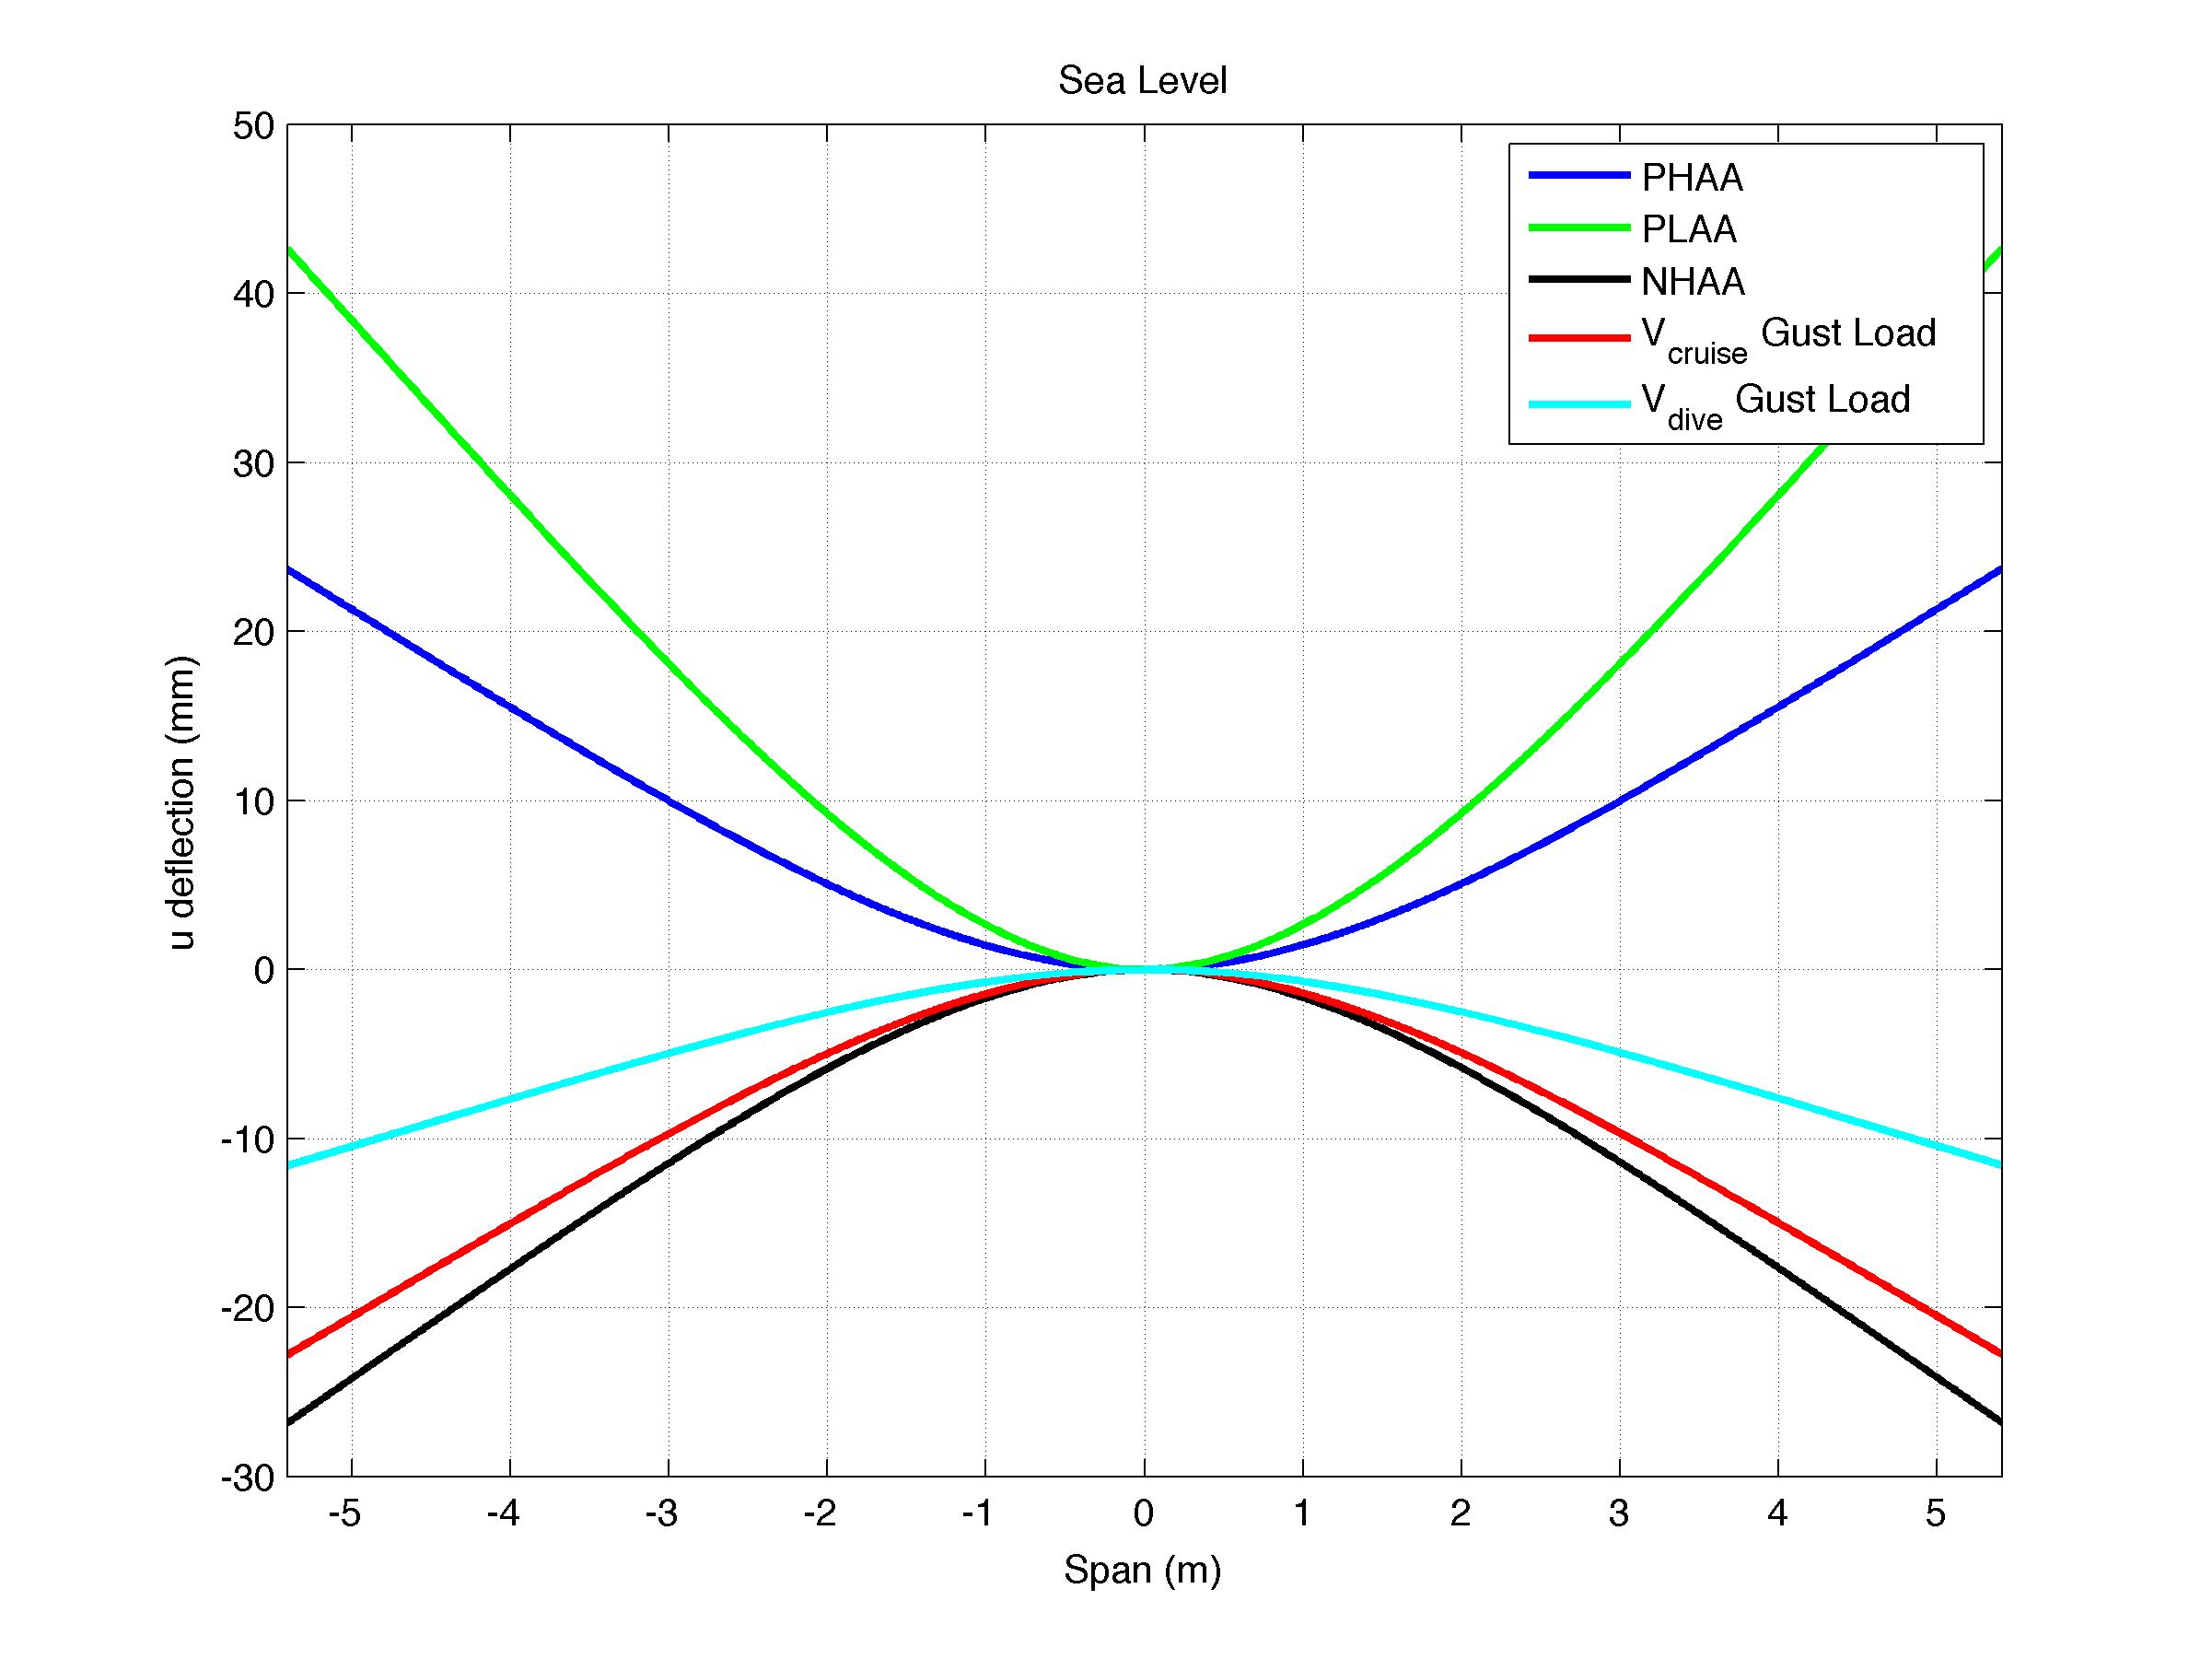 Sea Level
50
40
30
20
10
0
-10
-20
-30
u deflection (mm)
PHAA
PLAA
NHAA
Vcruise Gust Load
Vdive Gust Load
-5 -4 -3 -2 -1 0 1 2 3 4 5
Span (m)